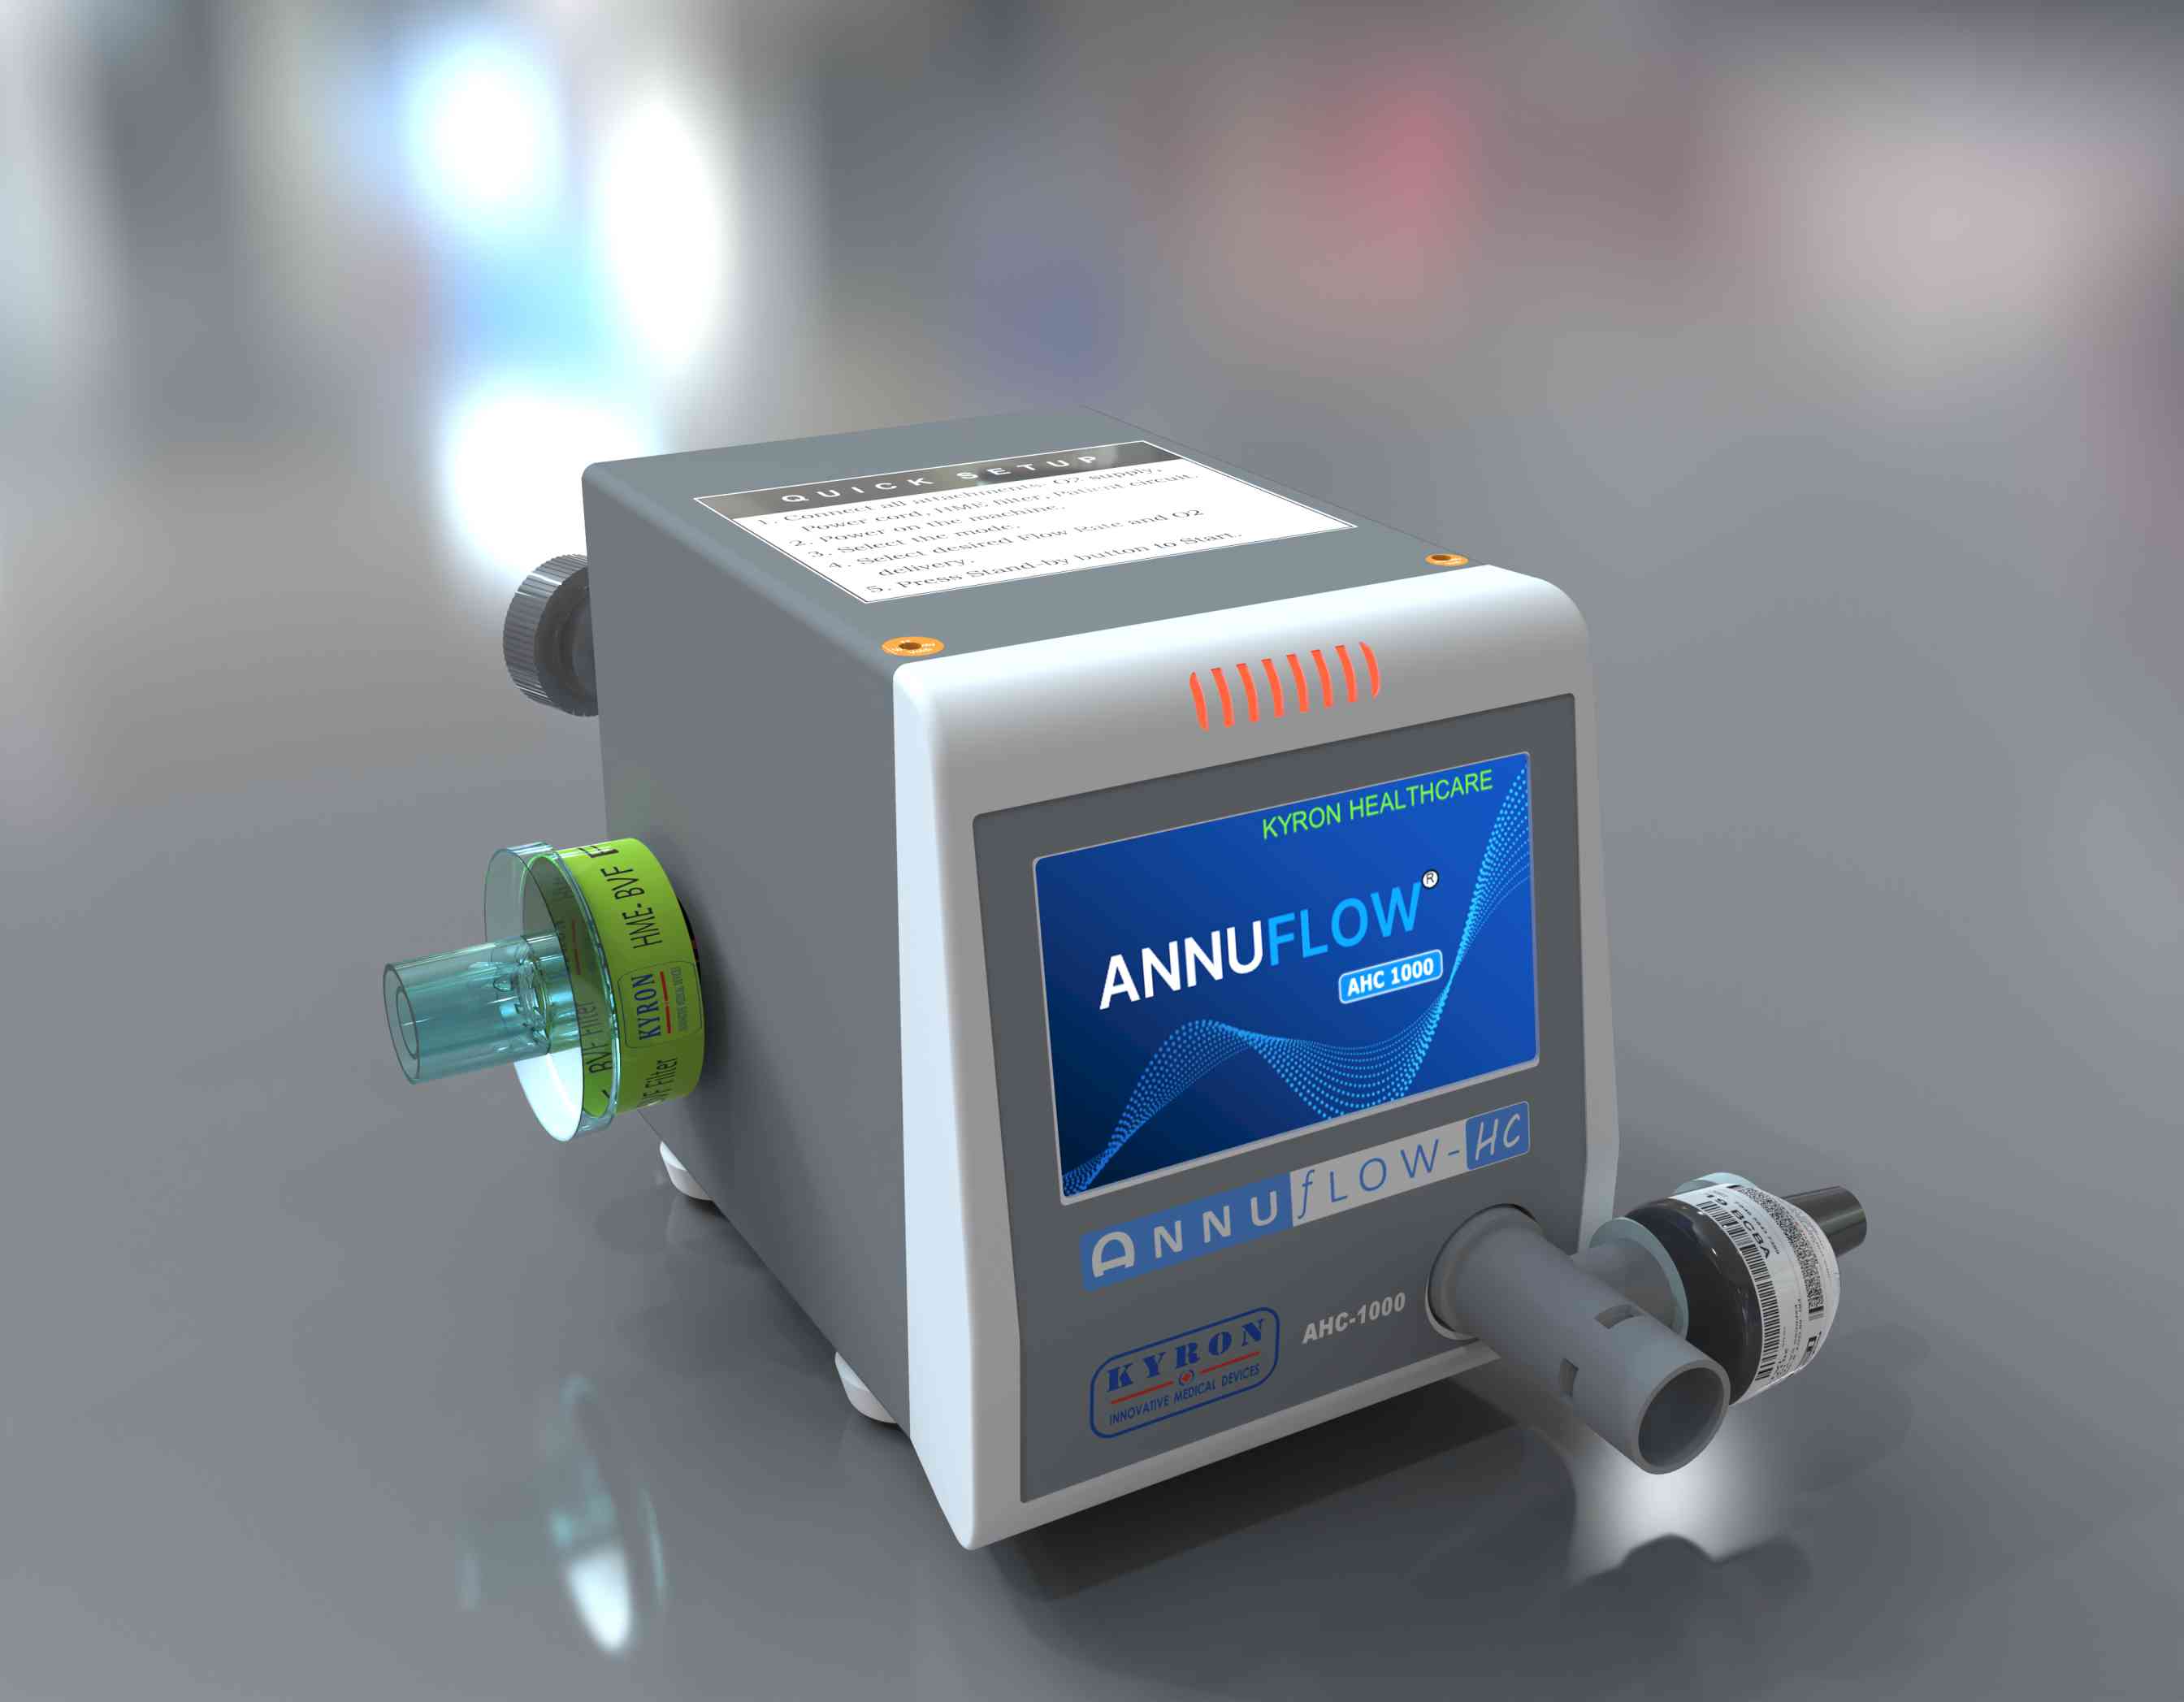 QUICK SETUP
1. Connect all attachments. O2 supply,
Power cord, HME filter, Patient circuit.
2. Power on the machine.
3. Select the mode.
4. Select desired Flow Rate and O2
delivery.
5. Press Stand-by button to Start.
KYRON HEALTHCARE
ANNUFLOW®
AHC 1000
ANNUfLOW-HC
AHC-1000
KYRON
INNOVATIVE MEDICAL DEVICES
HME- BVF
KYRON
BVF Filter